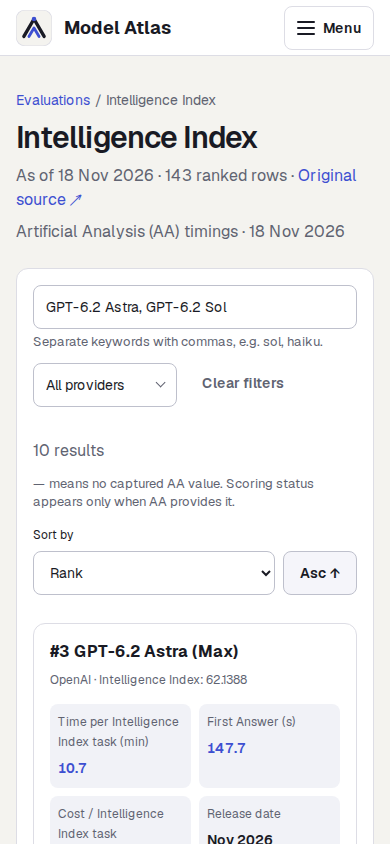 Model Atlas
Menu
Evaluations / Intelligence Index
Intelligence Index
As of 18 Nov 2026 · 143 ranked rows · Original
source ↗
Artificial Analysis (AA) timings · 18 Nov 2026
GPT-6.2 Astra, GPT-6.2 Sol
Separate keywords with commas, e.g. sol, haiku.
All providers
Clear filters
10 results
— means no captured AA value. Scoring status
appears only when AA provides it.
Sort by
Rank
Asc ↑
#3 GPT-6.2 Astra (Max)
OpenAI · Intelligence Index: 62.1388
Time per Intelligence
Index task (min)
10.7
First Answer (s)
147.7
Cost / Intelligence
Index task
Release date
Nov 2026